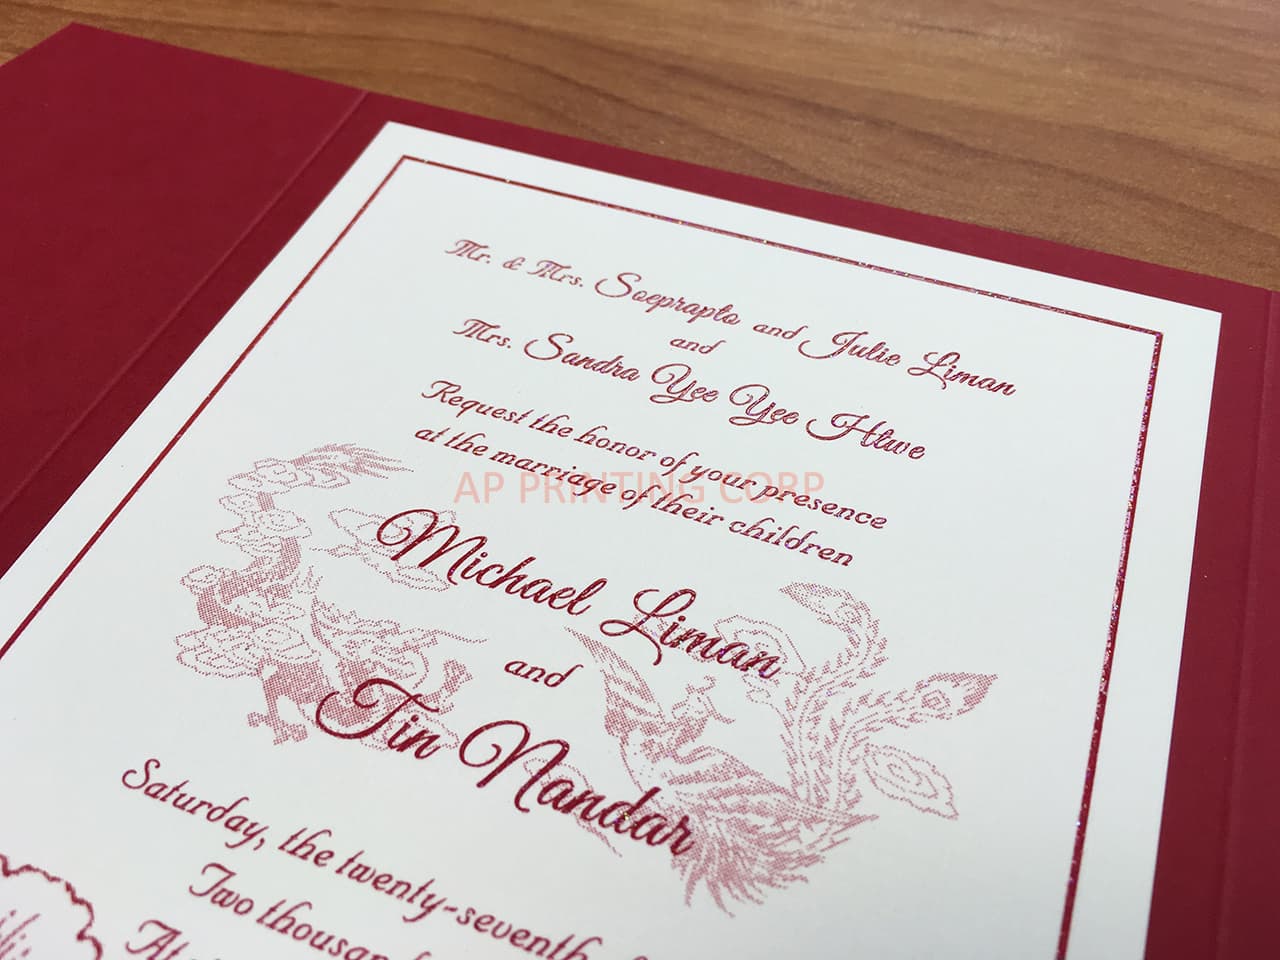 Mr. & Mrs. Soeprapto and Julie Liman
and
Mrs. Sandra Yee Yee Htwe
Request the honor of your presence
at the marriage of their children
AP PRINTING CORP
Michael Liman
and
Tin Nandar
Saturday, the twenty-seventh
Two thousand
At